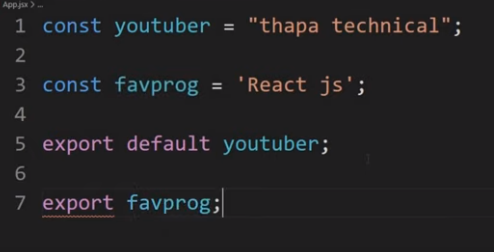 App.jsx > ...
1 const youtuber = "thapa technical";
2
3 const favprog = 'React js';
4
5 export default youtuber;
6
7 export favprog;